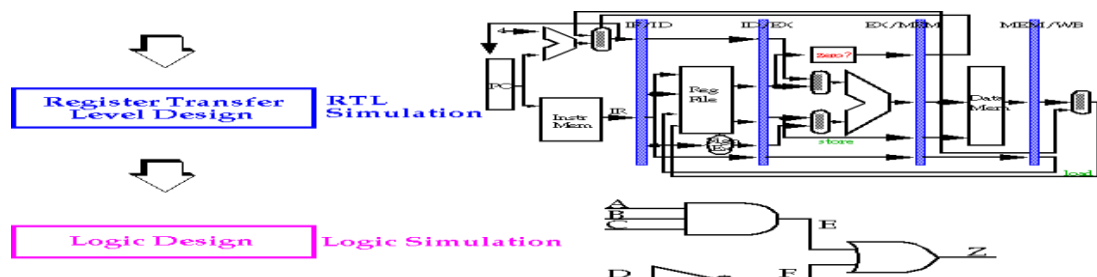 IF/ID ID/EX EX/MEM MEM/WB
4
zero?
PC
Register Transfer
Level Design
RTL
Simulation
Instr
Mem
IR
Reg
File
Data
Mem
store
load
A
B
C
E
Logic Design
Logic Simulation
Z
D
F